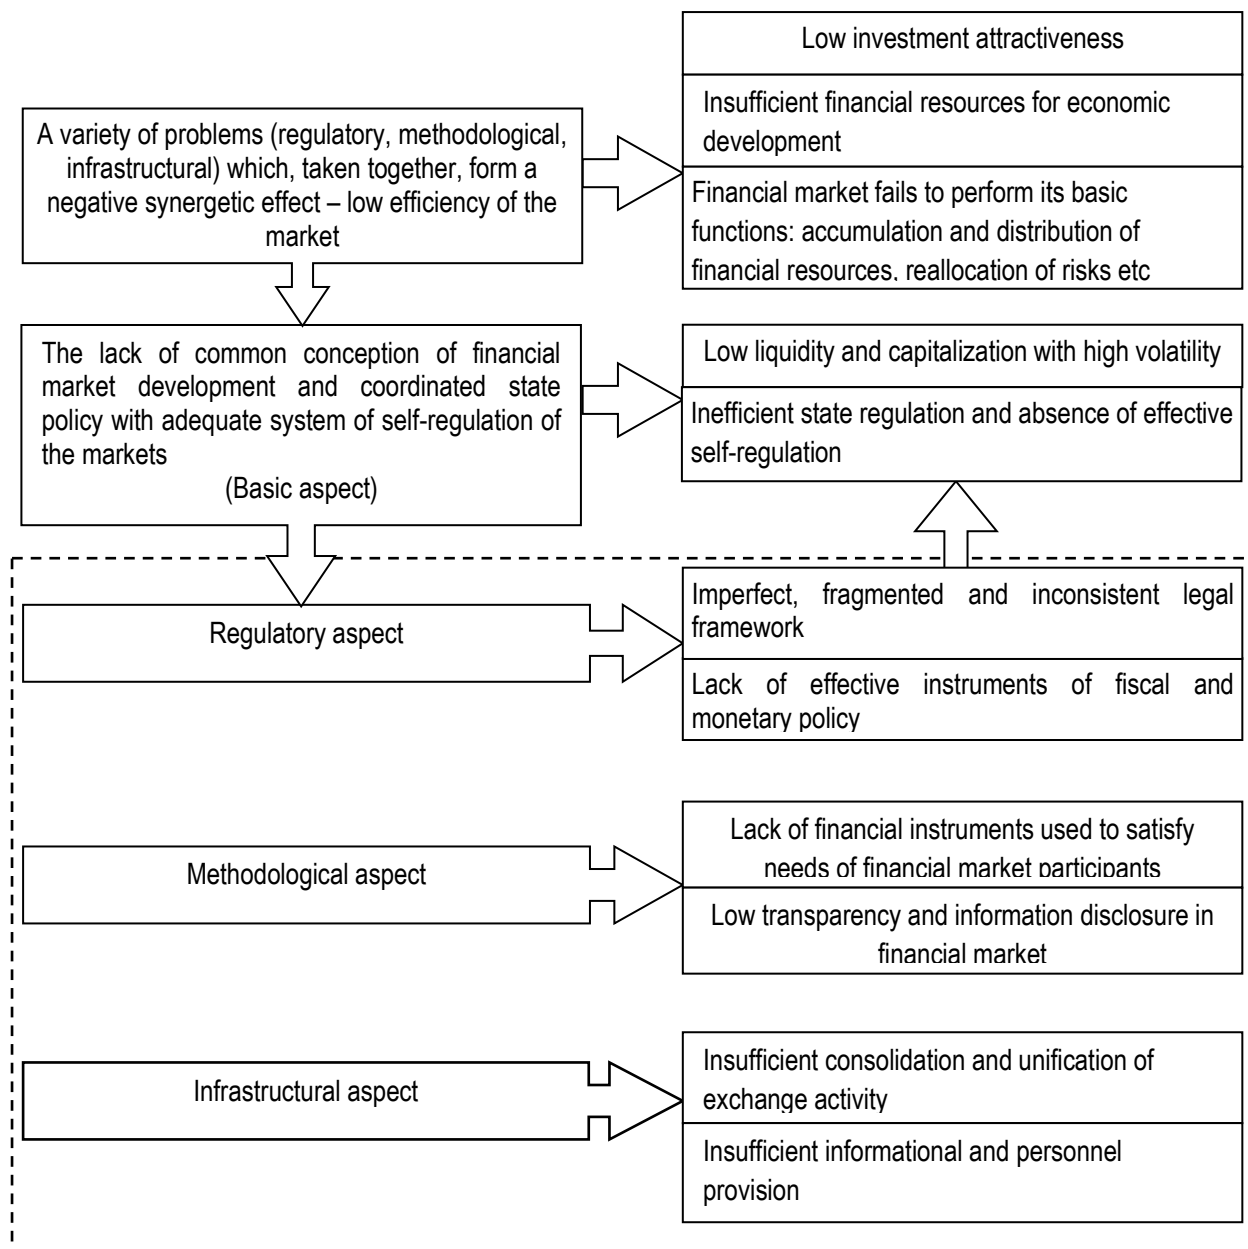 Low investment attractiveness
Insufficient financial resources for economic
development
A variety of problems (regulatory, methodological,
infrastructural) which, taken together, form a
negative synergetic effect – low efficiency of the
market
Financial market fails to perform its basic
functions: accumulation and distribution of
financial resources, reallocation of risks etc
The lack of common conception of financial
market development and coordinated state
policy with adequate system of self-regulation of
the markets
(Basic aspect)
Low liquidity and capitalization with high volatility
Inefficient state regulation and absence of effective
self-regulation
Regulatory aspect
Imperfect, fragmented and inconsistent legal
framework
Lack of effective instruments of fiscal and
monetary policy
Methodological aspect
Lack of financial instruments used to satisfy
needs of financial market participants
Low transparency and information disclosure in
financial market
Infrastructural aspect
Insufficient consolidation and unification of
exchange activity
Insufficient informational and personnel
provision